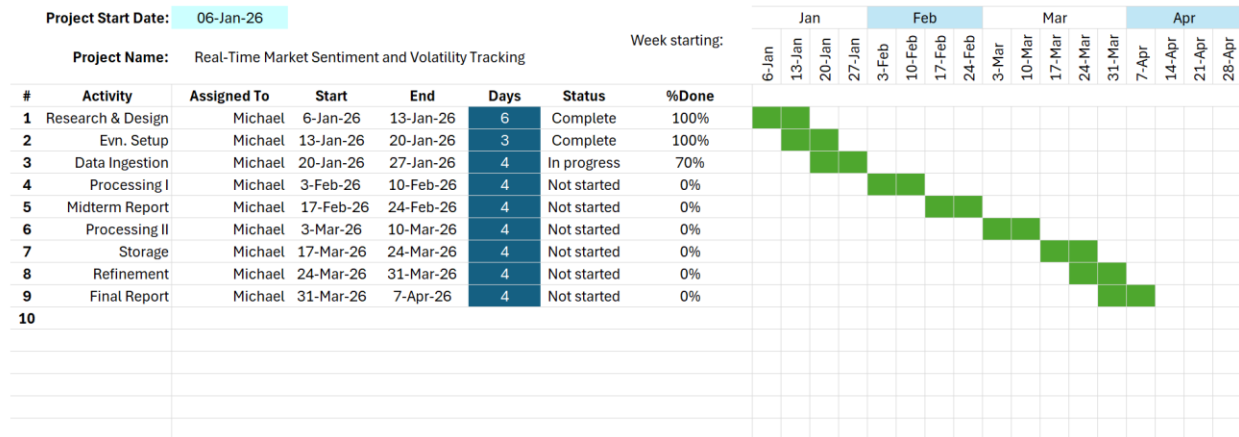 Project Start Date: 06-Jan-26 Jan Feb Mar Apr
Project Name: Real-Time Market Sentiment and Volatility Tracking Week starting: 6-Jan 13-Jan 20-Jan 27-Jan 3-Feb 10-Feb 17-Feb 24-Feb 3-Mar 10-Mar 17-Mar 24-Mar 31-Mar 7-Apr 14-Apr 21-Apr 28-Apr
# Activity Assigned To Start End Days Status %Done
1 Research & Design Michael 6-Jan-26 13-Jan-26 6 Complete 100%
2 Evn. Setup Michael 13-Jan-26 20-Jan-26 3 Complete 100%
3 Data Ingestion Michael 20-Jan-26 27-Jan-26 4 In progress 70%
4 Processing I Michael 3-Feb-26 10-Feb-26 4 Not started 0%
5 Midterm Report Michael 17-Feb-26 24-Feb-26 4 Not started 0%
6 Processing II Michael 3-Mar-26 10-Mar-26 4 Not started 0%
7 Storage Michael 17-Mar-26 24-Mar-26 4 Not started 0%
8 Refinement Michael 24-Mar-26 31-Mar-26 4 Not started 0%
9 Final Report Michael 31-Mar-26 7-Apr-26 4 Not started 0%
10